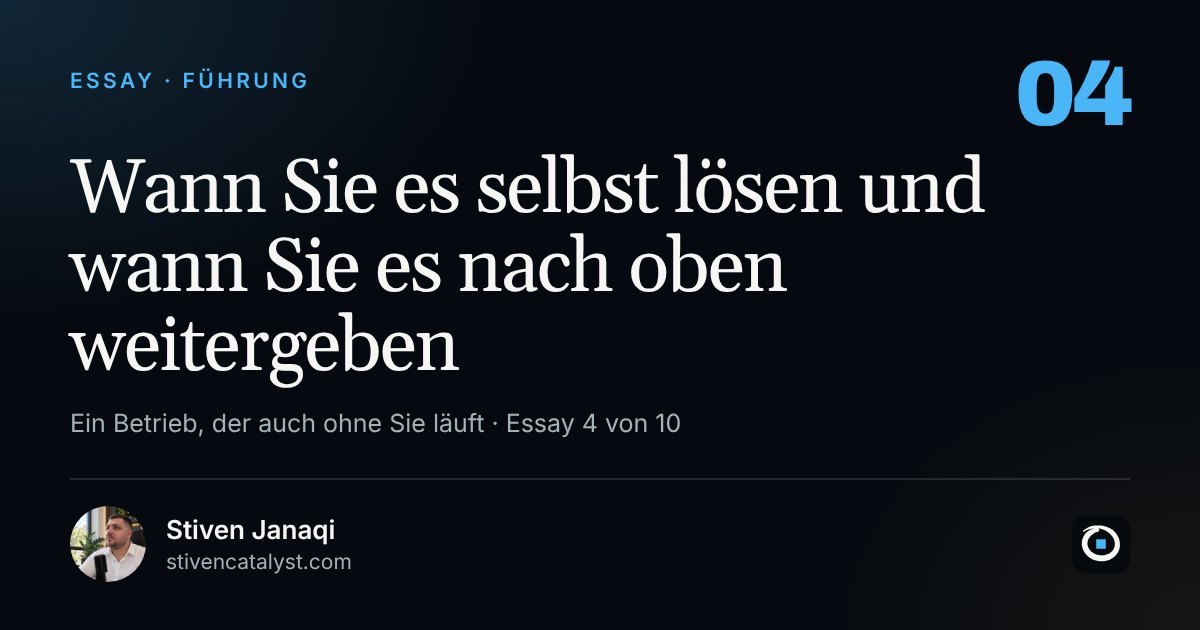 ESSAY · FÜHRUNG
04
Wann Sie es selbst lösen und
wann Sie es nach oben
weitergeben
Ein Betrieb, der auch ohne Sie läuft · Essay 4 von 10
Stiven Janaqi
stivencatalyst.com